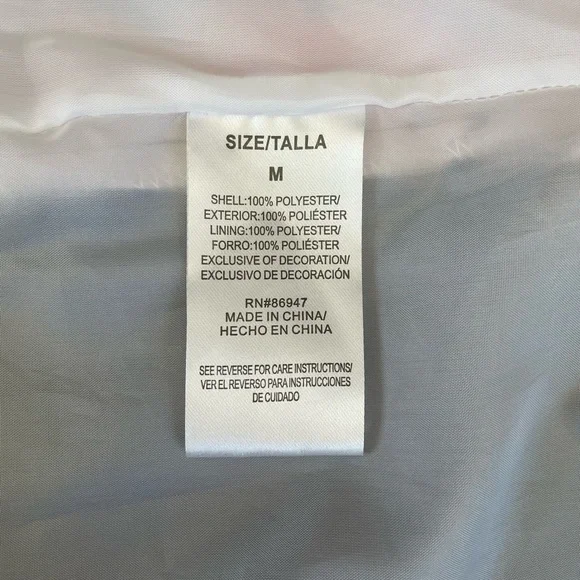 SIZE/TALLA
M
SHELL:100% POLYESTER/
EXTERIOR:100% POLIÉSTER
LINING:100% POLYESTER/
FORRO:100% POLIÉSTER
EXCLUSIVE OF DECORATION/
EXCLUSIVO DE DECORACIÓN
RN#86947
MADE IN CHINA/
HECHO EN CHINA
SEE REVERSE FOR CARE INSTRUCTIONS/
VER EL REVERSO PARA INSTRUCCIONES
DE CUIDADO